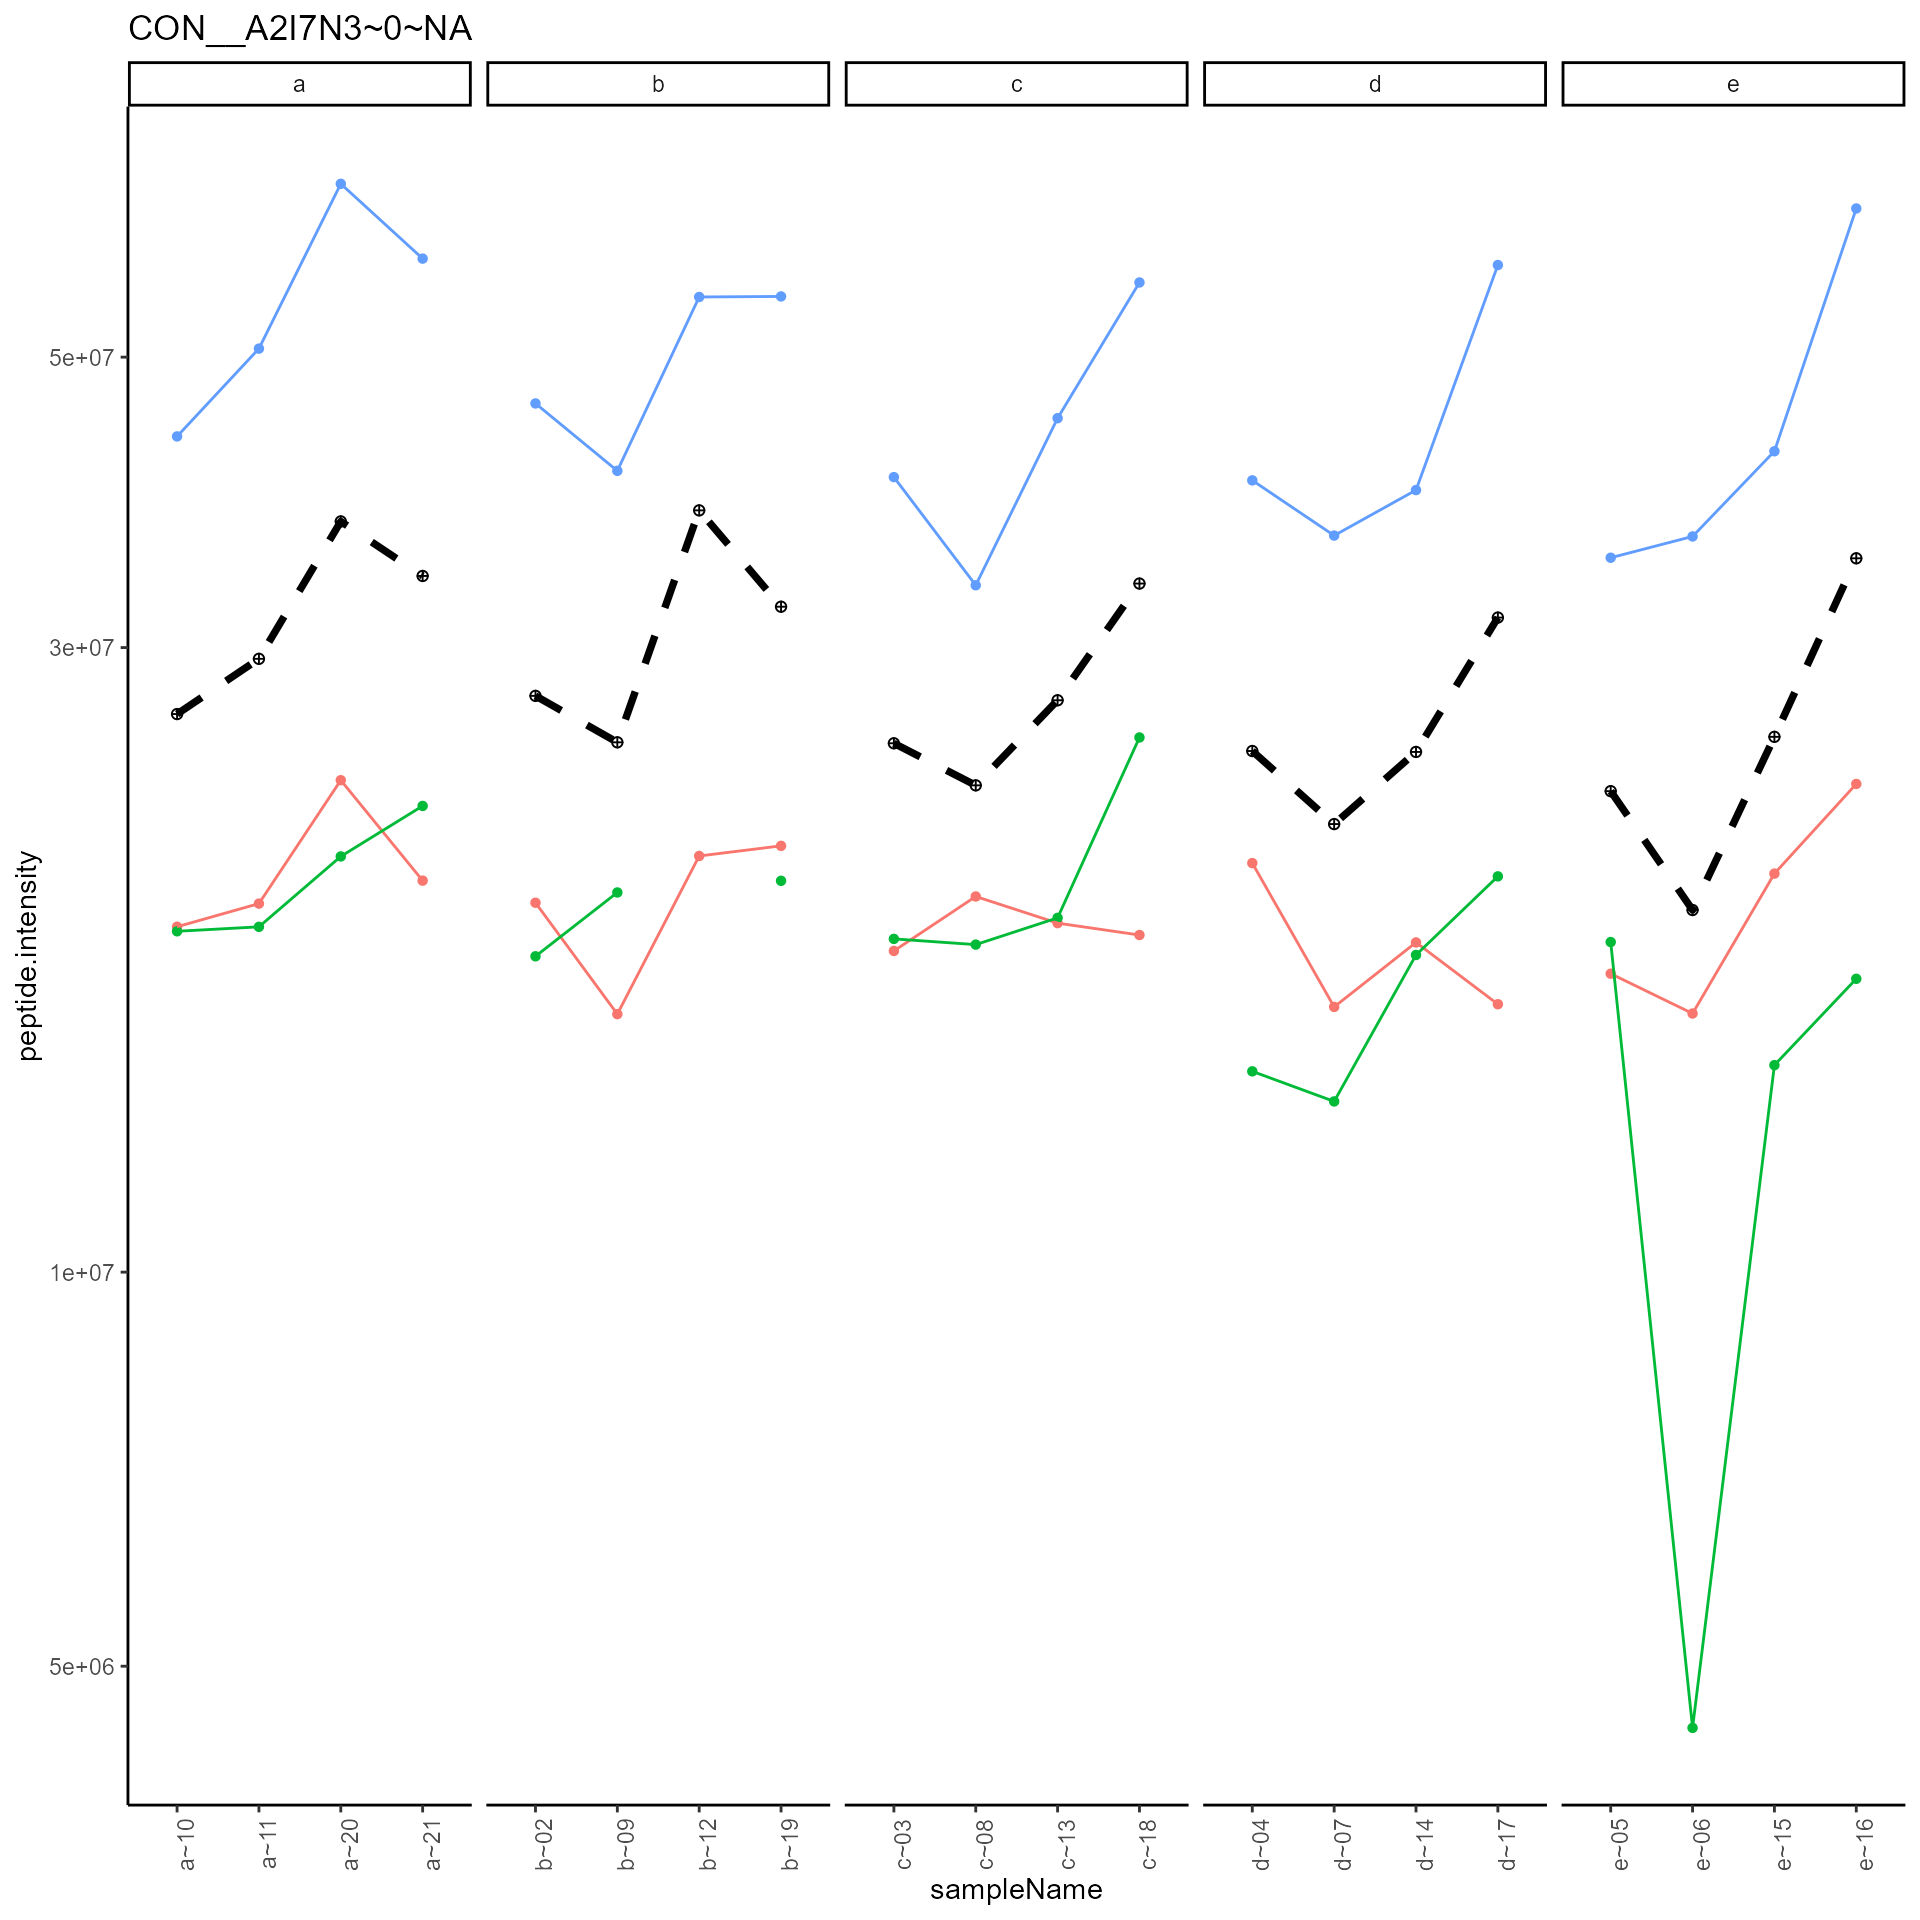 CON__A2I7N3~0~NA
a b c d e
peptide.intensity
5e+07
3e+07
1e+07
5e+06
a~10 a~11 a~20 a~21 b~02 b~09 b~12 b~19 c~03 c~08 c~13 c~18 d~04 d~07 d~14 d~17 e~05 e~06 e~15 e~16
sampleName